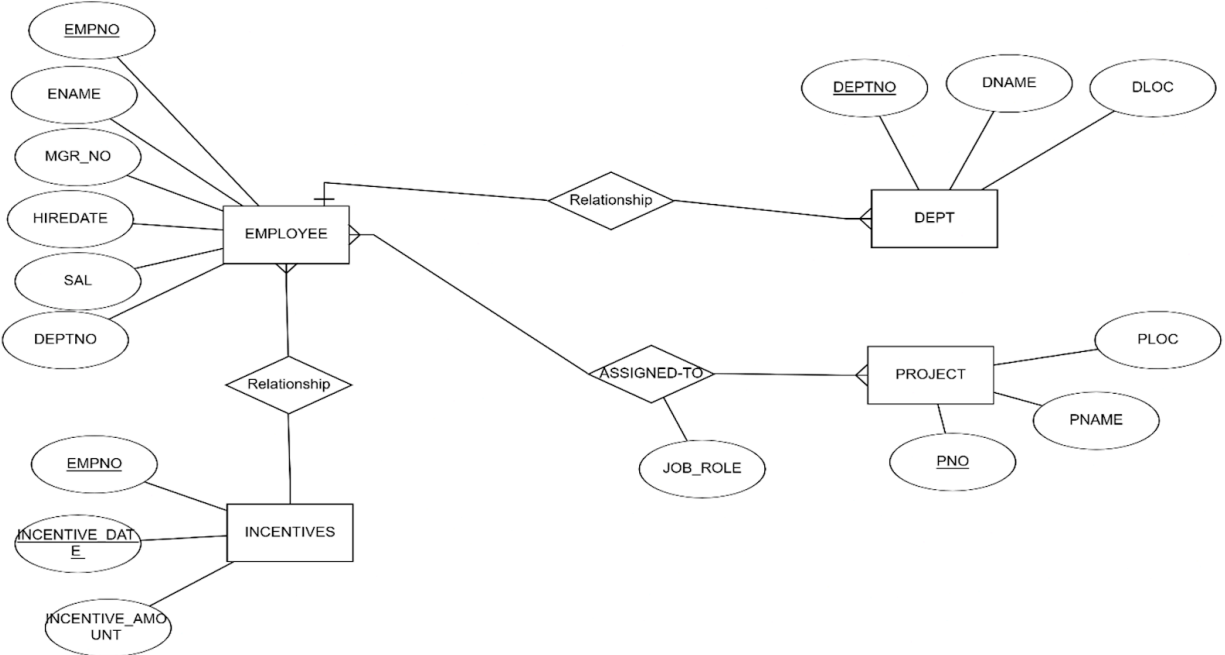 EMPNO
ENAME
MGR_NO
HIREDATE
SAL
DEPTNO
EMPLOYEE
Relationship
DEPTNO
DNAME
DLOC
DEPT
Relationship
EMPNO
INCENTIVE_DAT
E
INCENTIVE_AMO
UNT
INCENTIVES
ASSIGNED-TO
JOB_ROLE
PROJECT
PLOC
PNAME
PNO